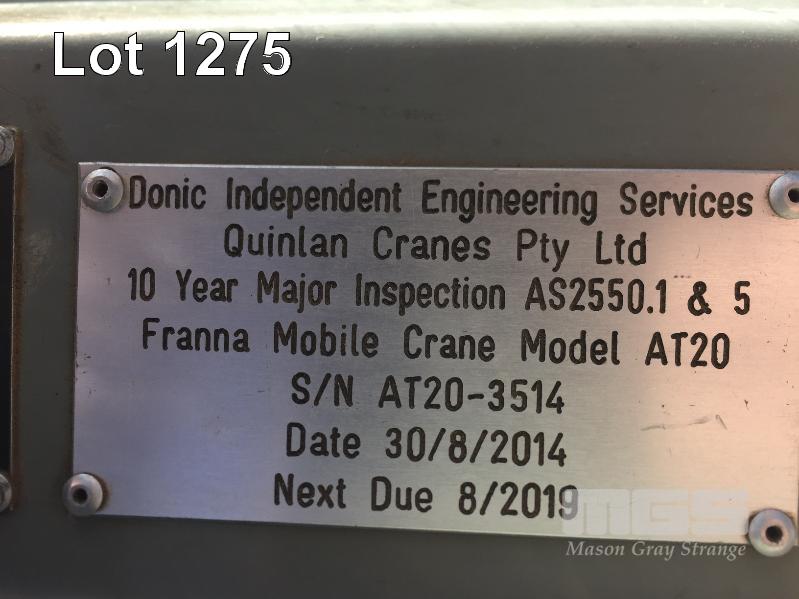 Lot 1275
Donic Independent Engineering Services
Quinlan Cranes Pty Ltd
10 Year Major Inspection AS2550.1 & 5
Franna Mobile Crane Model AT20
S/N AT20-3514
Date 30/8/2014
Next Due 8/2019
MGS
Mason Gray Strange